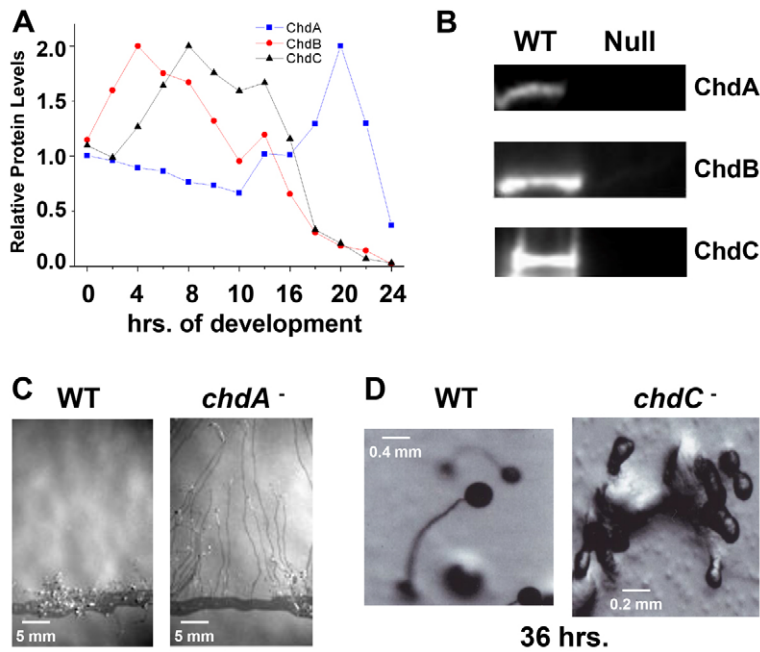 A
ChdA
ChdB
ChdC
Relative Protein Levels
2.0
1.5
1.0
0.5
0.0
0 4 8 10 16 20 24
hrs. of development
B
WT Null
ChdA
ChdB
ChdC
C
WT chdA -
5 mm 5 mm
D
WT chdC -
0.4 mm
0.2 mm
36 hrs.